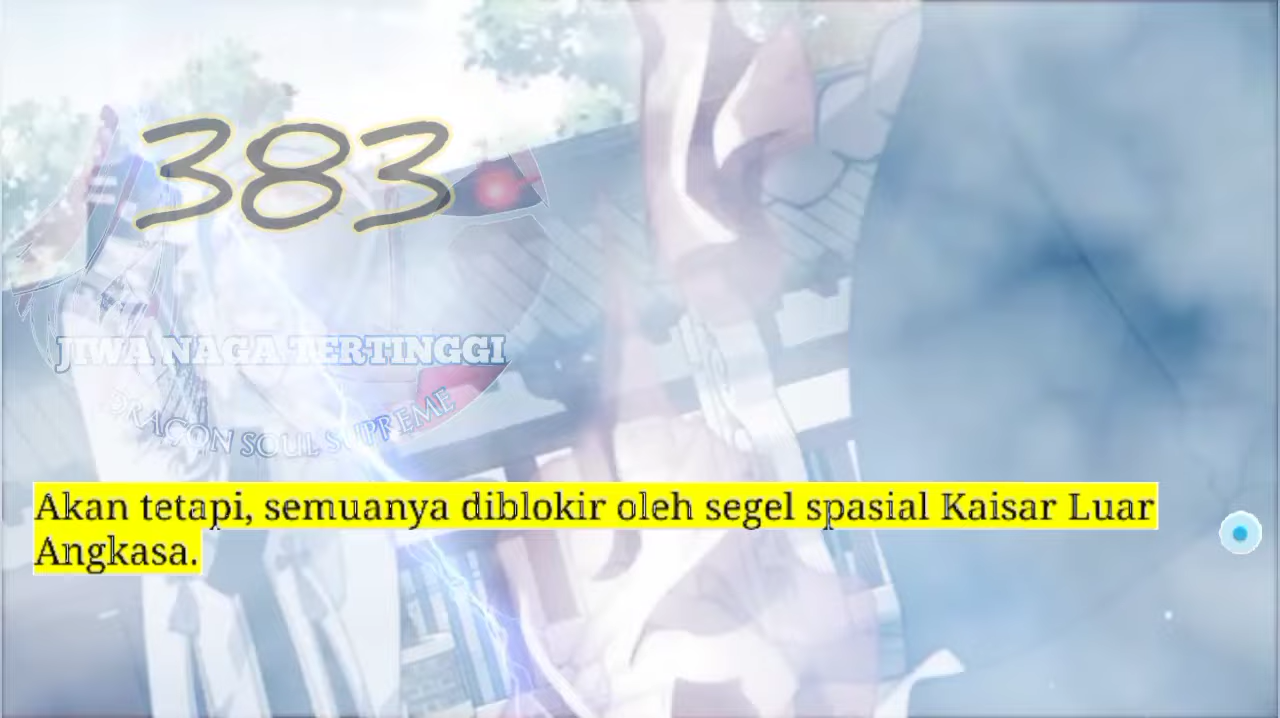 383
JIWA NAGA TERTINGGI
DRAGON SOUL SUPREME
Akan tetapi, semuanya diblokir oleh segel spasial Kaisar Luar
Angkasa.